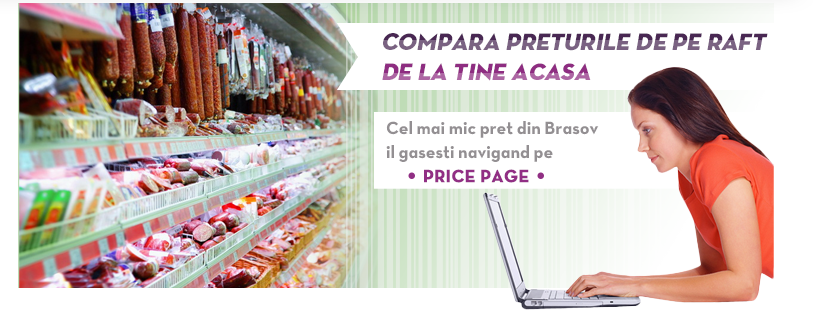 COMPARA PRETURILE DE PE RAFT
DE LA TINE ACASA
Cel mai mic pret din Brasov
il gasesti navigand pe
• PRICE PAGE •